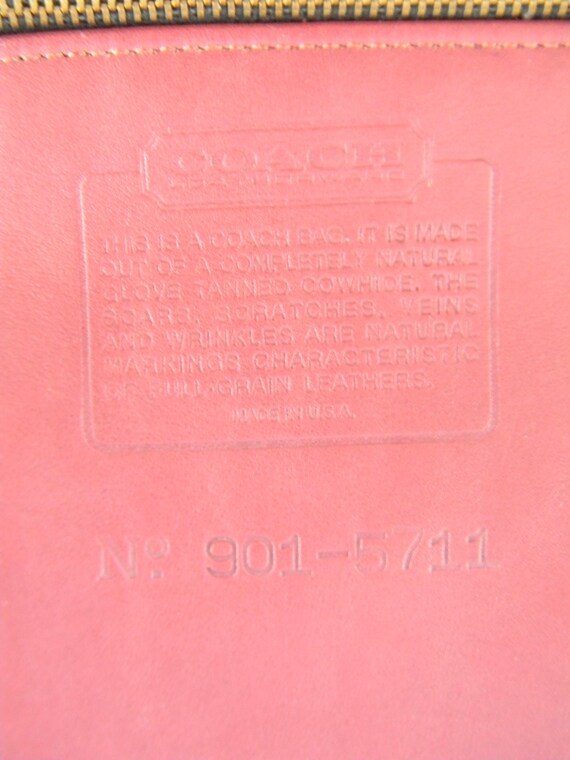 COACH
LEATHERWARE
THIS IS A COACH BAG. IT IS MADE
OUT OF A COMPLETELY NATURAL
GLOVE TANNED COWHIDE. THE
SCARS, SCRATCHES, VEINS
AND WRINKLES ARE NATURAL
MARKINGS CHARACTERISTIC
OF FULL-GRAIN LEATHERS.
MADE IN U.S.A.
Nº 901-5711